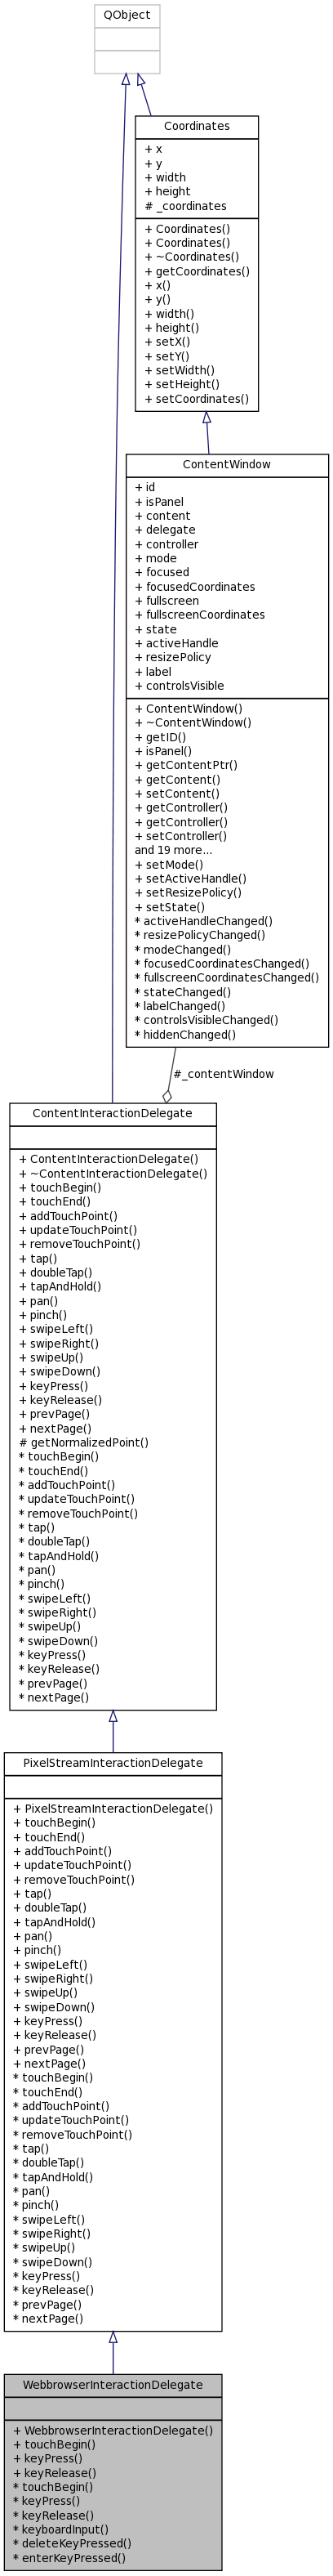 QObject
Coordinates
+ x
+ y
+ width
+ height
# _coordinates
+ Coordinates()
+ Coordinates()
+ ~Coordinates()
+ getCoordinates()
+ x()
+ y()
+ width()
+ height()
+ setX()
+ setY()
+ setWidth()
+ setHeight()
+ setCoordinates()
ContentWindow
+ id
+ isPanel
+ content
+ delegate
+ controller
+ mode
+ focused
+ focusedCoordinates
+ fullscreen
+ fullscreenCoordinates
+ state
+ activeHandle
+ resizePolicy
+ label
+ controlsVisible
+ ContentWindow()
+ ~ContentWindow()
+ getID()
+ isPanel()
+ getContentPtr()
+ getContent()
+ setContent()
+ getController()
+ getController()
+ setController()
and 19 more...
+ setMode()
+ setActiveHandle()
+ setResizePolicy()
+ setState()
* activeHandleChanged()
* resizePolicyChanged()
* modeChanged()
* focusedCoordinatesChanged()
* fullscreenCoordinatesChanged()
* stateChanged()
* labelChanged()
* controlsVisibleChanged()
* hiddenChanged()
#_contentWindow
ContentInteractionDelegate
+ ContentInteractionDelegate()
+ ~ContentInteractionDelegate()
+ touchBegin()
+ touchEnd()
+ addTouchPoint()
+ updateTouchPoint()
+ removeTouchPoint()
+ tap()
+ doubleTap()
+ tapAndHold()
+ pan()
+ pinch()
+ swipeLeft()
+ swipeRight()
+ swipeUp()
+ swipeDown()
+ keyPress()
+ keyRelease()
+ prevPage()
+ nextPage()
# getNormalizedPoint()
* touchBegin()
* touchEnd()
* addTouchPoint()
* updateTouchPoint()
* removeTouchPoint()
* tap()
* doubleTap()
* tapAndHold()
* pan()
* pinch()
* swipeLeft()
* swipeRight()
* swipeUp()
* swipeDown()
* keyPress()
* keyRelease()
* prevPage()
* nextPage()
PixelStreamInteractionDelegate
+ PixelStreamInteractionDelegate()
+ touchBegin()
+ touchEnd()
+ addTouchPoint()
+ updateTouchPoint()
+ removeTouchPoint()
+ tap()
+ doubleTap()
+ tapAndHold()
+ pan()
+ pinch()
+ swipeLeft()
+ swipeRight()
+ swipeUp()
+ swipeDown()
+ keyPress()
+ keyRelease()
+ prevPage()
+ nextPage()
* touchBegin()
* touchEnd()
* addTouchPoint()
* updateTouchPoint()
* removeTouchPoint()
* tap()
* doubleTap()
* tapAndHold()
* pan()
* pinch()
* swipeLeft()
* swipeRight()
* swipeUp()
* swipeDown()
* keyPress()
* keyRelease()
* prevPage()
* nextPage()
WebbrowserInteractionDelegate
+ WebbrowserInteractionDelegate()
+ touchBegin()
+ keyPress()
+ keyRelease()
* touchBegin()
* keyPress()
* keyRelease()
* keyboardInput()
* deleteKeyPressed()
* enterKeyPressed()